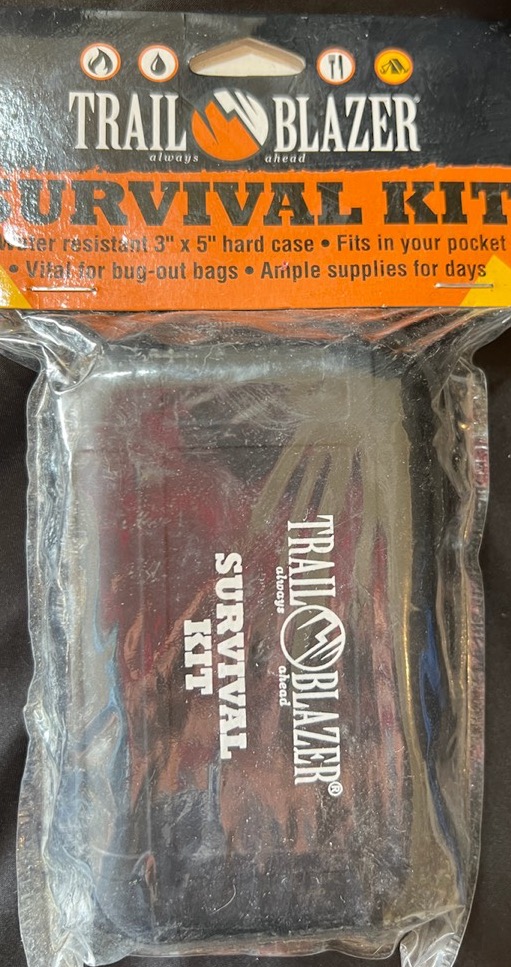 TRAIL BLAZER
always ahead
SURVIVAL KIT
Water resistant 3" x 5" hard case • Fits in your pocket
• Vital for bug-out bags • Ample supplies for days
TRAIL BLAZER®
always ahead
SURVIVAL
KIT